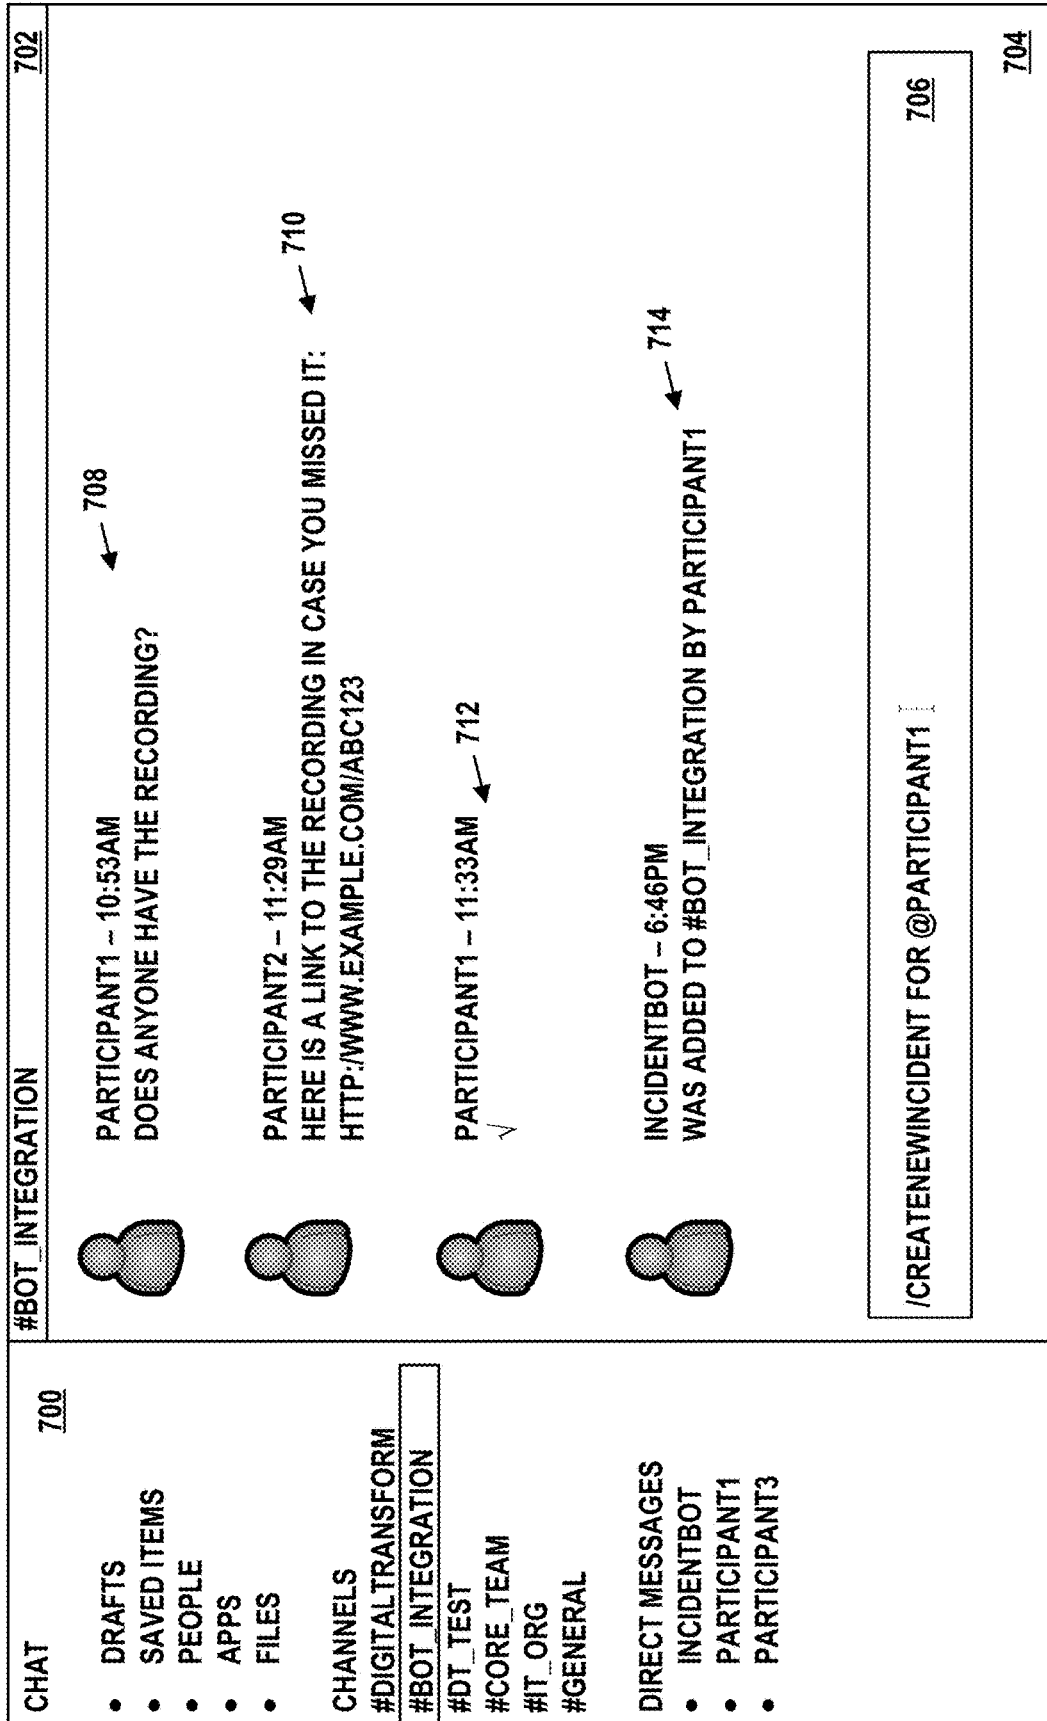 CHAT
700
• DRAFTS
• SAVED ITEMS
• PEOPLE
• APPS
• FILES
CHANNELS
#DIGITALTRANSFORM
#BOT_INTEGRATION
#DT_TEST
#CORE_TEAM
#IT_ORG
#GENERAL
DIRECT MESSAGES
• INCIDENTBOT
• PARTICIPANT1
• PARTICIPANT3
#BOT_INTEGRATION
702
PARTICIPANT1 – 10:53AM
708
DOES ANYONE HAVE THE RECORDING?
PARTICIPANT2 – 11:29AM
710
HERE IS A LINK TO THE RECORDING IN CASE YOU MISSED IT:
HTTP:/WWW.EXAMPLE.COM/ABC123
PARTICIPANT1 – 11:33AM
712
√
INCIDENTBOT – 6:46PM
714
WAS ADDED TO #BOT_INTEGRATION BY PARTICIPANT1
/CREATENEWINCIDENT FOR @PARTICIPANT1
706
704